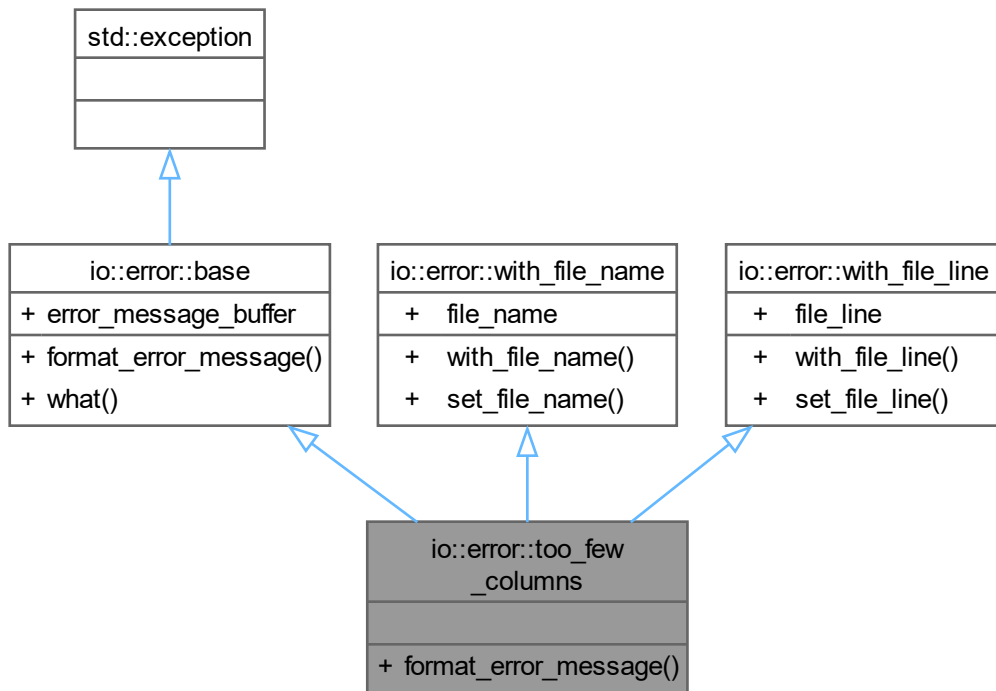 std::exception
io::error::base
+ error_message_buffer
+ format_error_message()
+ what()
io::error::with_file_name
+ file_name
+ with_file_name()
+ set_file_name()
io::error::with_file_line
+ file_line
+ with_file_line()
+ set_file_line()
io::error::too_few
_columns
+ format_error_message()